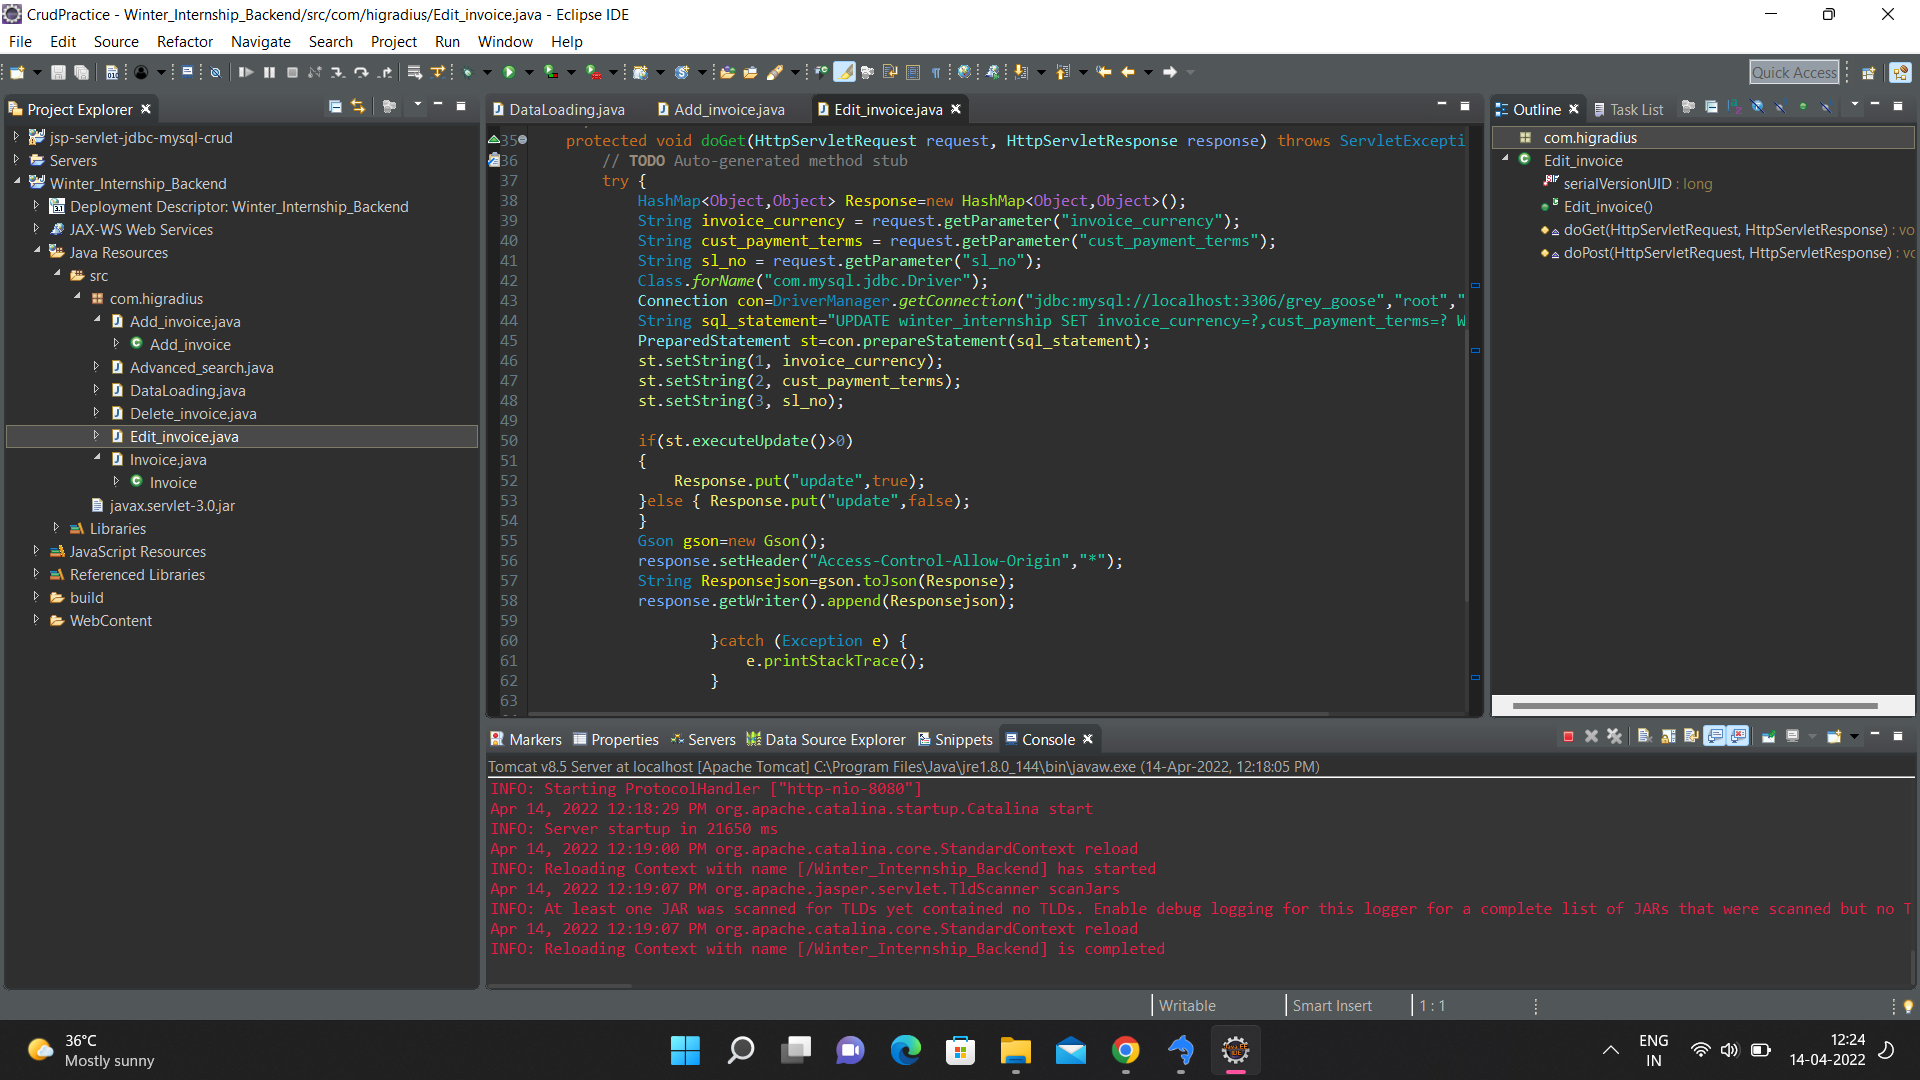 CrudPractice - Winter_Internship_Backend/src/com/higradius/Edit_invoice.java - Eclipse IDE
File Edit Source Refactor Navigate Search Project Run Window Help
Quick Access
Project Explorer
jsp-servlet-jdbc-mysql-crud
Servers
Winter_Internship_Backend
Deployment Descriptor: Winter_Internship_Backend
JAX-WS Web Services
Java Resources
src
com.higradius
Add_invoice.java
Add_invoice
Advanced_search.java
DataLoading.java
Delete_invoice.java
Edit_invoice.java
Invoice.java
Invoice
javax.servlet-3.0.jar
Libraries
JavaScript Resources
Referenced Libraries
build
WebContent
DataLoading.java Add_invoice.java Edit_invoice.java
35 protected void doGet(HttpServletRequest request, HttpServletResponse response) throws ServletExcepti
36 // TODO Auto-generated method stub
37 try {
38 HashMap<Object,Object> Response=new HashMap<Object,Object>();
39 String invoice_currency = request.getParameter("invoice_currency");
40 String cust_payment_terms = request.getParameter("cust_payment_terms");
41 String sl_no = request.getParameter("sl_no");
42 Class.forName("com.mysql.jdbc.Driver");
43 Connection con=DriverManager.getConnection("jdbc:mysql://localhost:3306/grey_goose","root","
44 String sql_statement="UPDATE winter_internship SET invoice_currency=?,cust_payment_terms=? W
45 PreparedStatement st=con.prepareStatement(sql_statement);
46 st.setString(1, invoice_currency);
47 st.setString(2, cust_payment_terms);
48 st.setString(3, sl_no);
49
50 if(st.executeUpdate()>0)
51 {
52 Response.put("update",true);
53 }else { Response.put("update",false);
54 }
55 Gson gson=new Gson();
56 response.setHeader("Access-Control-Allow-Origin","*");
57 String Responsejson=gson.toJson(Response);
58 response.getWriter().append(Responsejson);
59
60 }catch (Exception e) {
61 e.printStackTrace();
62 }
63
Outline Task List
com.higradius
Edit_invoice
serialVersionUID : long
Edit_invoice()
doGet(HttpServletRequest, HttpServletResponse) : vo
doPost(HttpServletRequest, HttpServletResponse) : vo
Markers Properties Servers Data Source Explorer Snippets Console
Tomcat v8.5 Server at localhost [Apache Tomcat] C:\Program Files\Java\jre1.8.0_144\bin\javaw.exe (14-Apr-2022, 12:18:05 PM)
INFO: Starting ProtocolHandler ["http-nio-8080"]
Apr 14, 2022 12:18:29 PM org.apache.catalina.startup.Catalina start
INFO: Server startup in 21650 ms
Apr 14, 2022 12:19:00 PM org.apache.catalina.core.StandardContext reload
INFO: Reloading Context with name [/Winter_Internship_Backend] has started
Apr 14, 2022 12:19:07 PM org.apache.jasper.servlet.TldScanner scanJars
INFO: At least one JAR was scanned for TLDs yet contained no TLDs. Enable debug logging for this logger for a complete list of JARs that were scanned but no T
Apr 14, 2022 12:19:07 PM org.apache.catalina.core.StandardContext reload
INFO: Reloading Context with name [/Winter_Internship_Backend] is completed
Writable Smart Insert 1 : 1
36°C
Mostly sunny
ENG
IN
12:24
14-04-2022